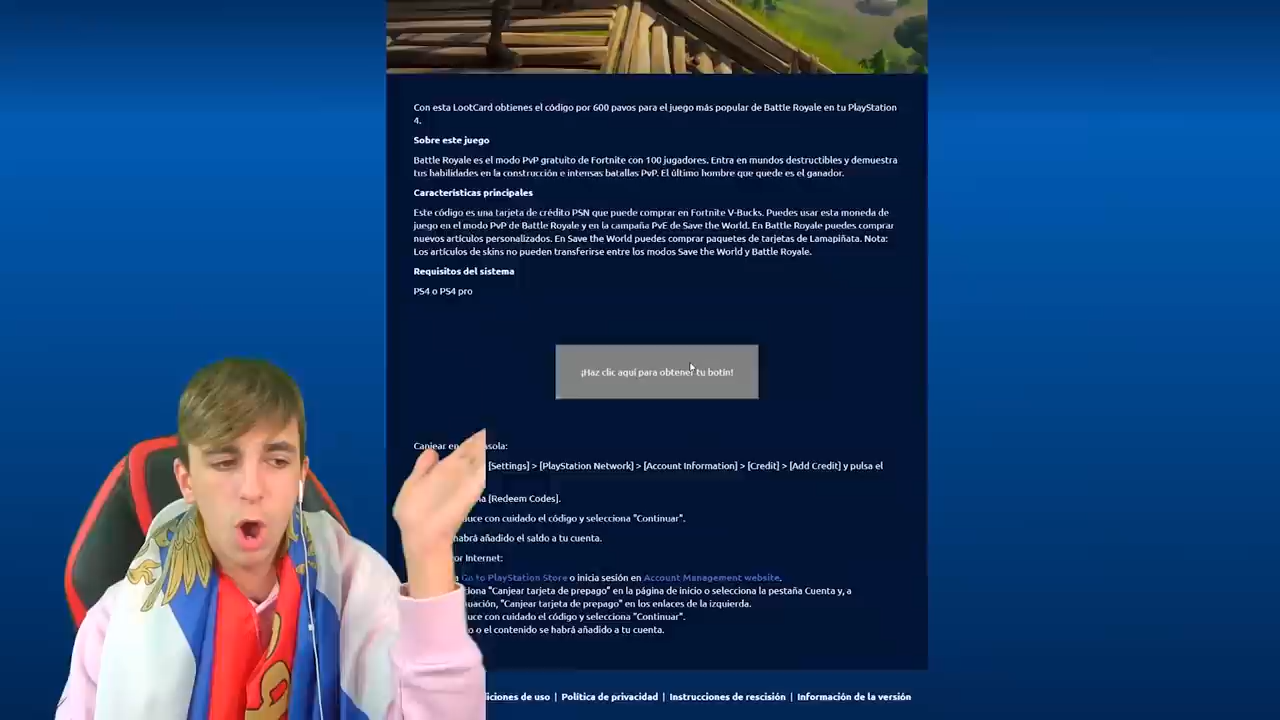 Con esta LootCard obtienes el código por 600 pavos para el juego más popular de Battle Royale en tu PlayStation
4.
Sobre este juego
Battle Royale es el modo PvP gratuito de Fortnite con 100 jugadores. Entra en mundos destructibles y demuestra
tus habilidades en la construcción e intensas batallas PvP. El último hombre que quede es el ganador.
Caracteristicas principales
Este código es una tarjeta de crédito PSN que puede comprar en Fortnite V-Bucks. Puedes usar esta moneda de
juego en el modo PvP de Battle Royale y en la campaña PvE de Save the World. En Battle Royale puedes comprar
nuevos artículos personalizados. En Save the World puedes comprar paquetes de tarjetas de Lamapiñata. Nota:
Los artículos de skins no pueden transferirse entre los modos Save the World y Battle Royale.
Requisitos del sistema
PS4 o PS4 pro
¡Haz clic aquí para obtener tu botín!
Canjear en
[Settings] > [PlayStation Network] > [Account Information] > [Credit] > [Add Credit] y pulsa el
[Redeem Codes].
con cuidado el código y selecciona "Continuar".
habrá añadido el saldo a tu cuenta.
Internet:
Go to PlayStation Store o inicia sesión en Account Management website.
"Canjear tarjeta de prepago" en la página de inicio o selecciona la pestaña Cuenta y, a
"Canjear tarjeta de prepago" en los enlaces de la izquierda.
con cuidado el código y selecciona "Continuar".
o el contenido se habrá añadido a tu cuenta.
de uso | Política de privacidad | Instrucciones de rescisión | Información de la versión